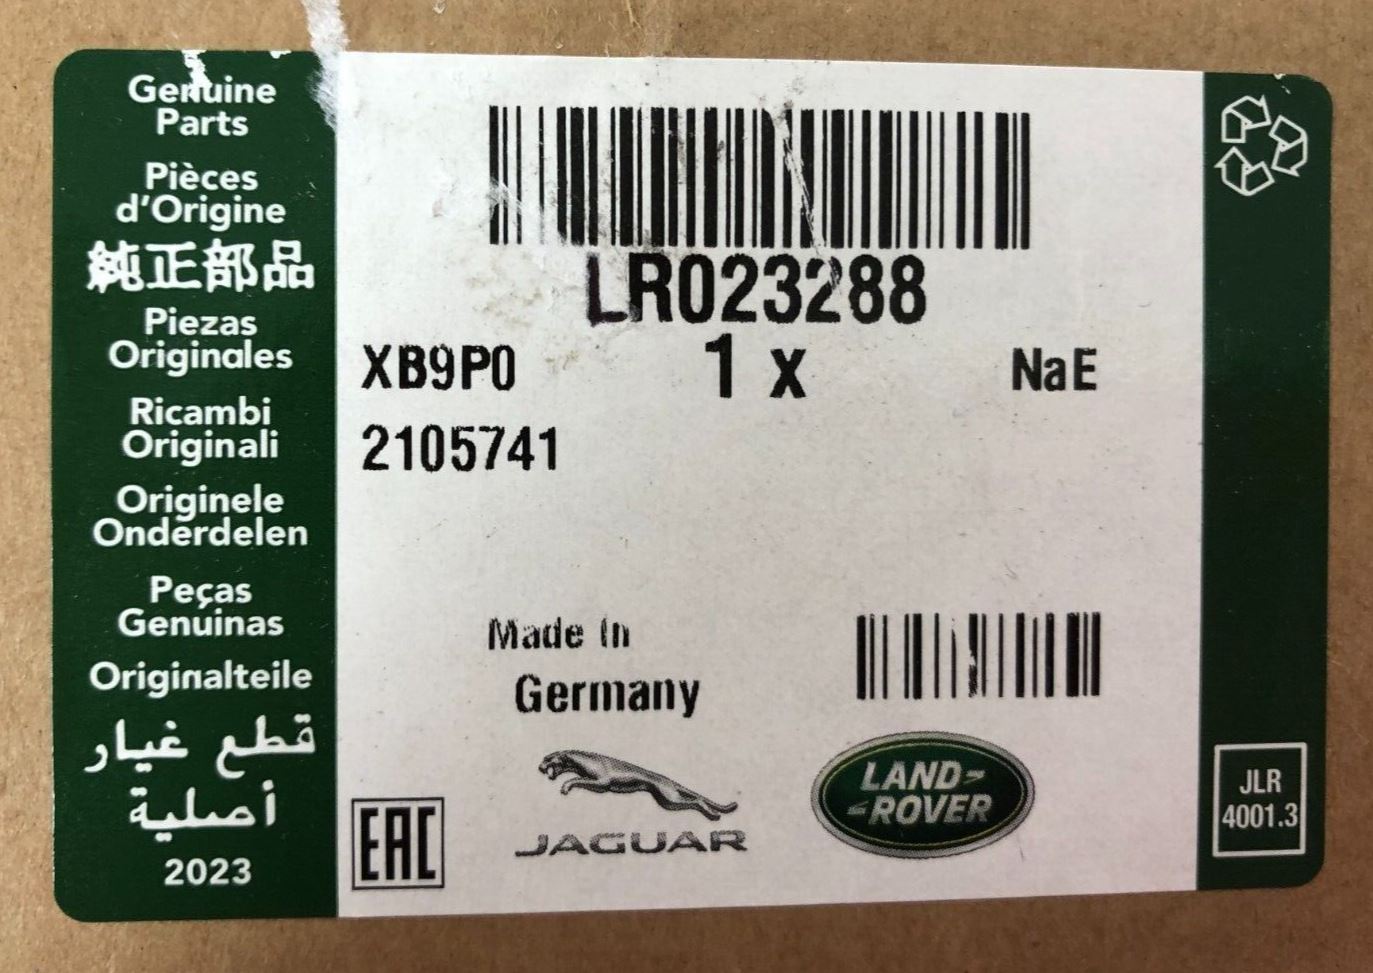 Genuine
Parts
Pièces
d'Origine
純正部品
Piezas
Originales
Ricambi
Originali
Originele
Onderdelen
Peças
Genuinas
Originalteile
قطع غيار
أصلية
2023
LR023288
XB9P0 1 x NaE
2105741
Made In
Germany
EAC
JAGUAR
LAND-
-ROVER
JLR
4001.3